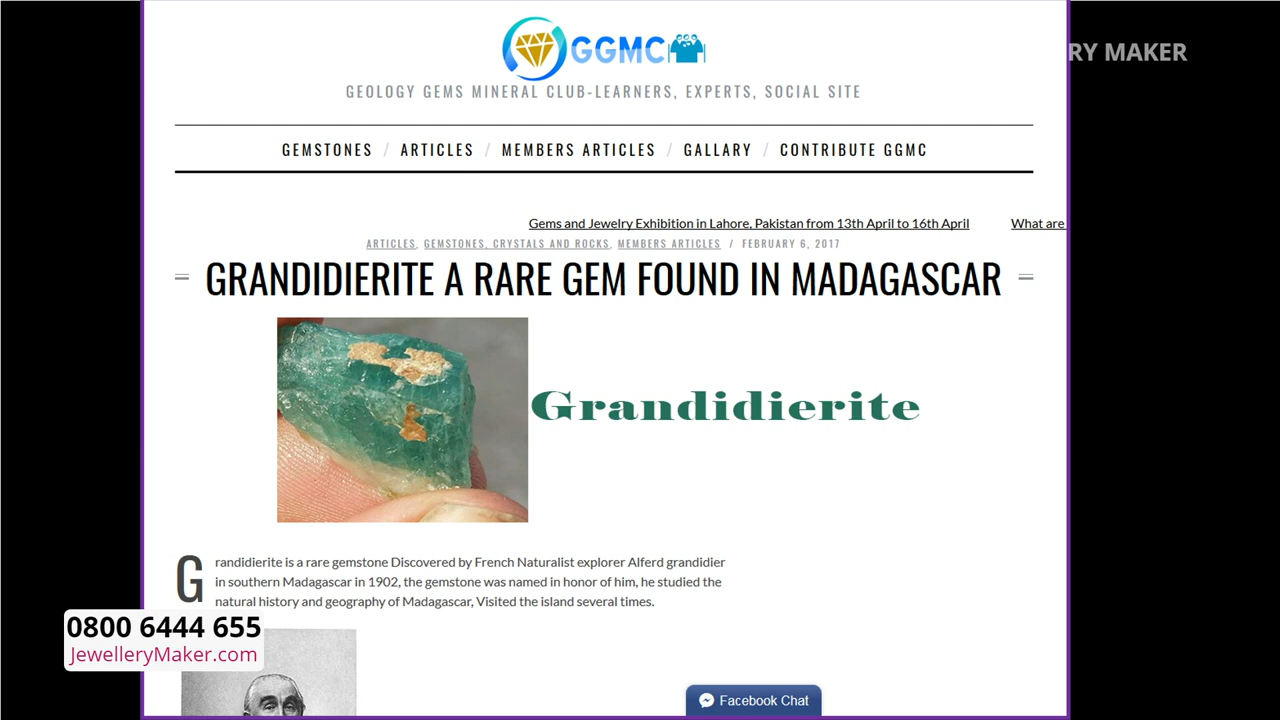 GGMC
RY MAKER
GEOLOGY GEMS MINERAL CLUB-LEARNERS, EXPERTS, SOCIAL SITE
GEMSTONES / ARTICLES / MEMBERS ARTICLES / GALLARY / CONTRIBUTE GGMC
Gems and Jewelry Exhibition in Lahore, Pakistan from 13th April to 16th April What are
ARTICLES, GEMSTONES, CRYSTALS AND ROCKS, MEMBERS ARTICLES / FEBRUARY 6, 2017
GRANDIDIERITE A RARE GEM FOUND IN MADAGASCAR
Grandidierite
Grandidierite is a rare gemstone Discovered by French Naturalist explorer Alferd grandidier
in southern Madagascar in 1902, the gemstone was named in honor of him, he studied the
natural history and geography of Madagascar, Visited the island several times.
0800 6444 655
JewelleryMaker.com
Facebook Chat